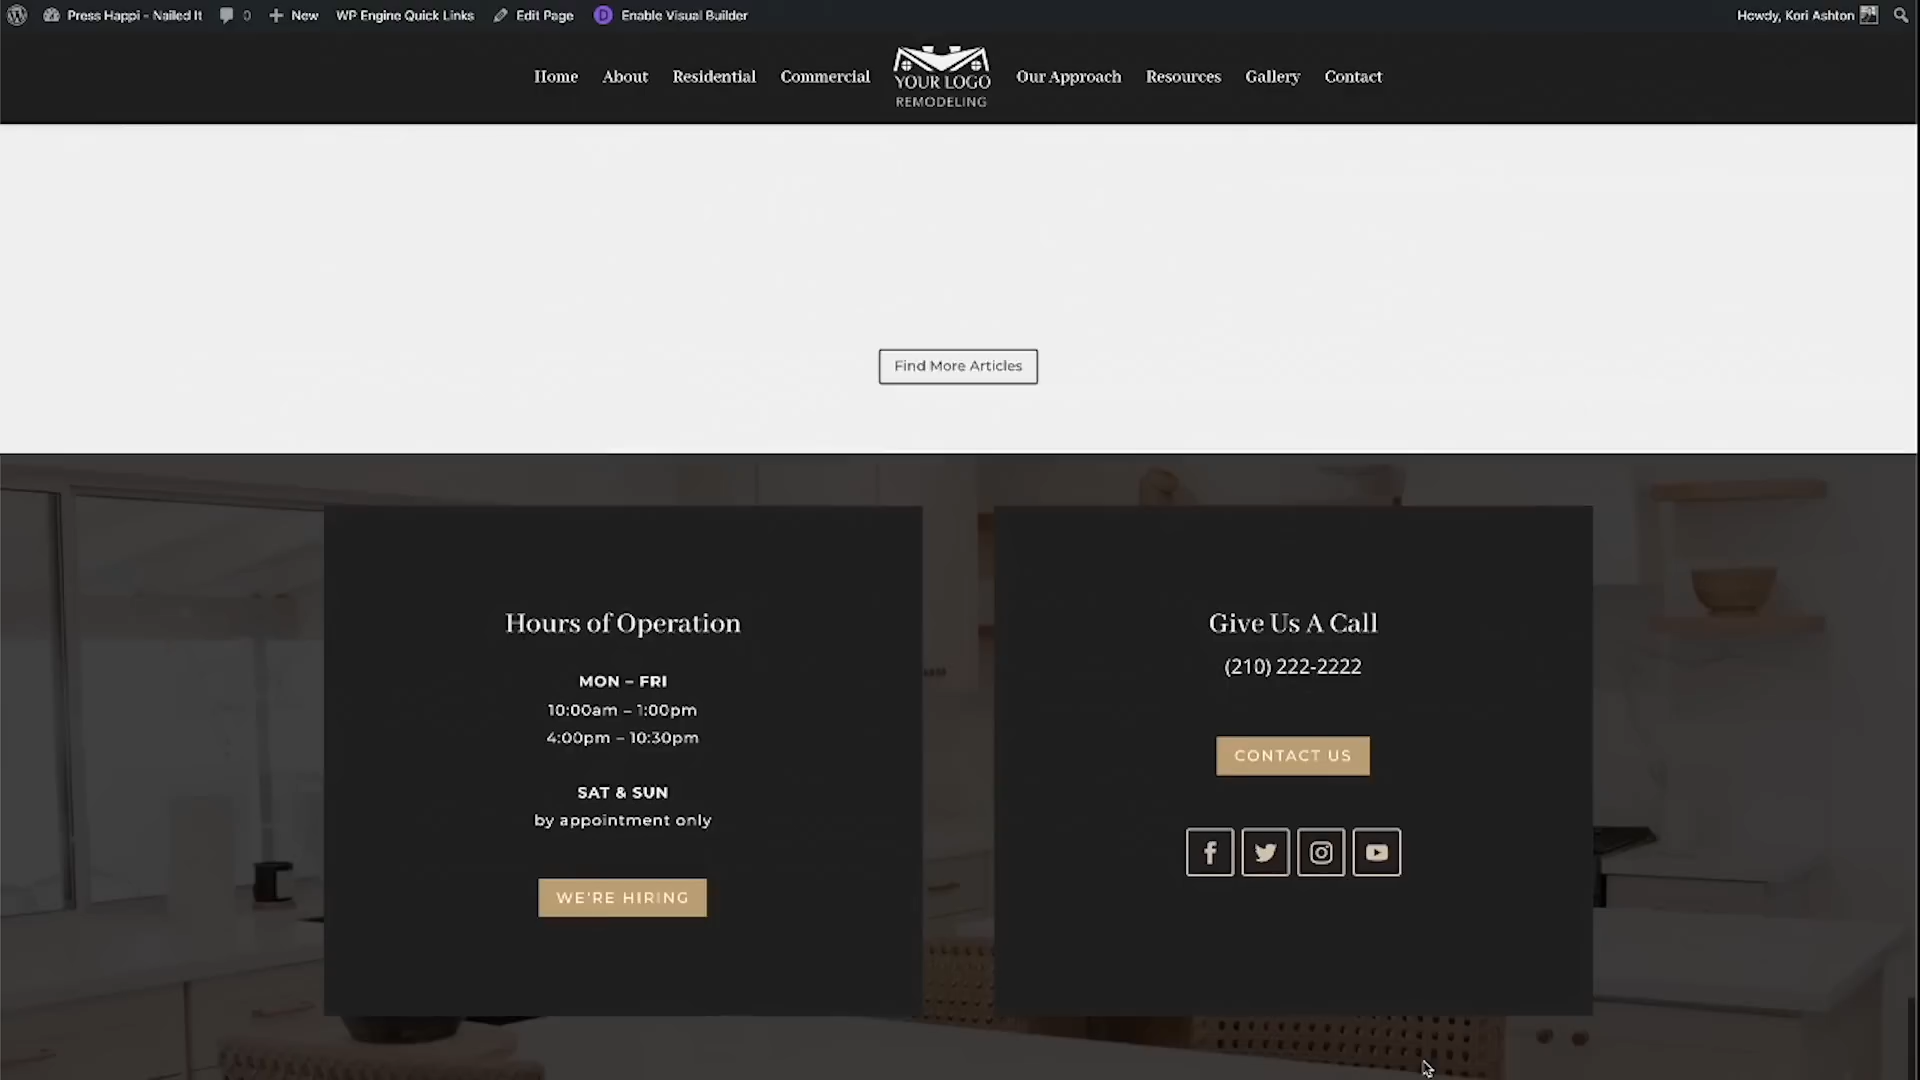 Press Happi - Nailed It 0 New WP Engine Quick Links Edit Page D Enable Visual Builder Howdy, Kori Ashton
Home About Residential Commercial YOUR LOGO Our Approach Resources Gallery Contact
REMODELING
Find More Articles
Hours of Operation
MON – FRI
10:00am – 1:00pm
4:00pm – 10:30pm
SAT & SUN
by appointment only
WE'RE HIRING
Give Us A Call
(210) 222-2222
CONTACT US